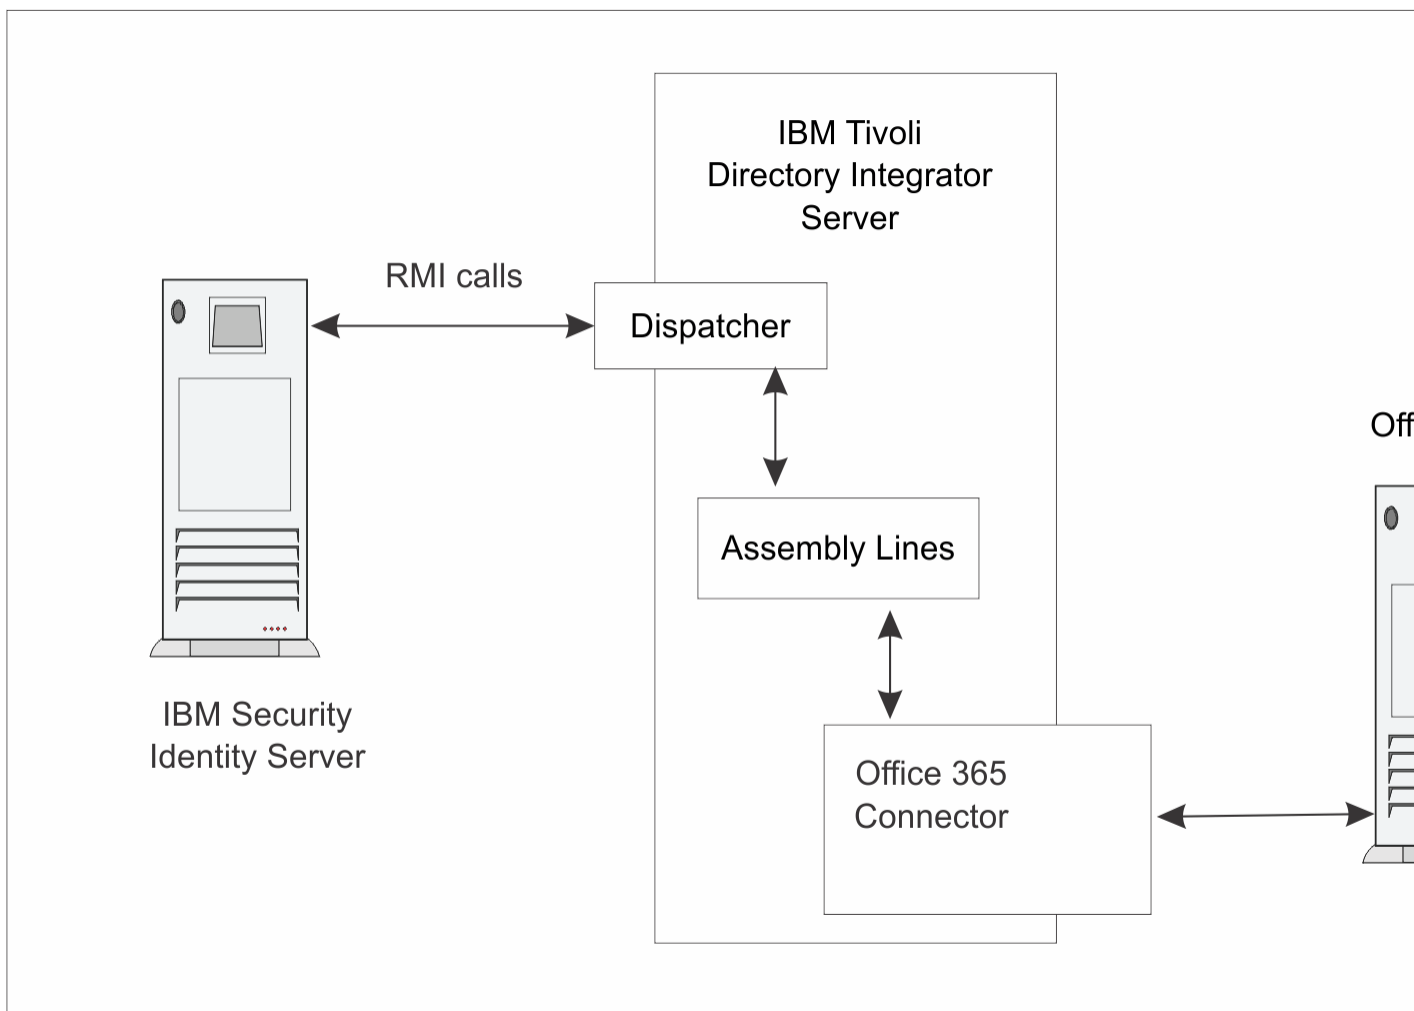 IBM Tivoli
Directory Integrator
Server
RMI calls
Dispatcher
Assembly Lines
IBM Security
Identity Server
Office 365
Connector